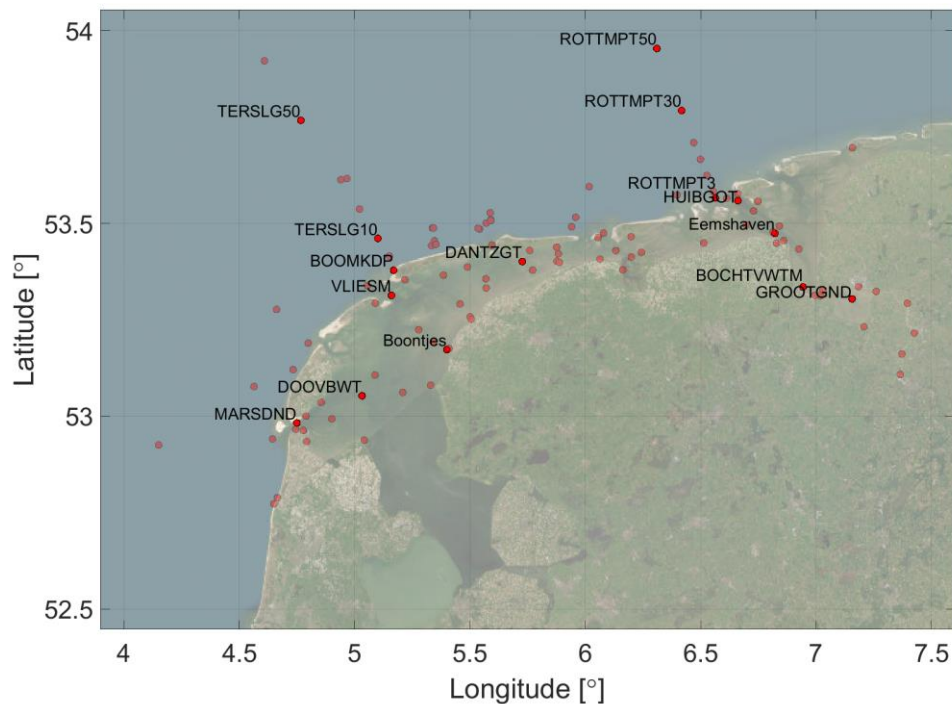 54
ROTTMPT50
ROTTMPT30
TERSLG50
53.5
ROTTMPT3
HUIBGOT
TERSLG10
Eemshaven
BOOMKDP
DANTZGT
VLIESM
BOCHTVWTM
GROOTGND
Boontjes
DOOVBWT
53
MARSDND
52.5
Latitude [°]
4 4.5 5 5.5 6 6.5 7 7.5
Longitude [°]